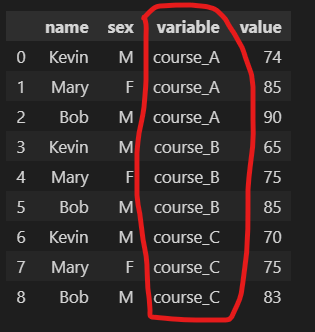 name sex variable value
0 Kevin M course_A 74
1 Mary F course_A 85
2 Bob M course_A 90
3 Kevin M course_B 65
4 Mary F course_B 75
5 Bob M course_B 85
6 Kevin M course_C 70
7 Mary F course_C 75
8 Bob M course_C 83